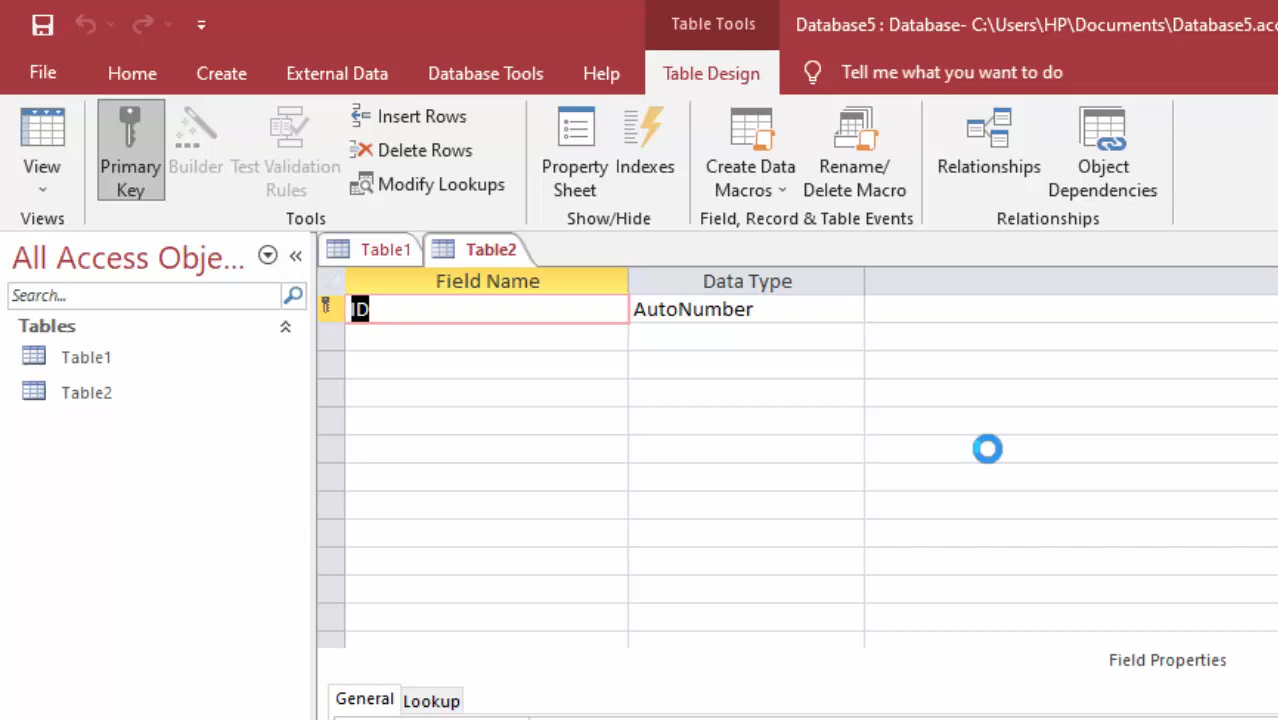 Table Tools
Database5 : Database- C:\Users\HP\Documents\Database5.acc
File
Home
Create
External Data
Database Tools
Help
Table Design
Tell me what you want to do
View
Primary
Key
Builder
Test Validation
Rules
Insert Rows
Delete Rows
Modify Lookups
Property
Sheet
Indexes
Create Data
Macros
Rename/
Delete Macro
Relationships
Object
Dependencies
Views
Tools
Show/Hide
Field, Record & Table Events
Relationships
All Access Obje...
Search...
Tables
Table1
Table2
Table1
Table2
Field Name
Data Type
ID
AutoNumber
Field Properties
General
Lookup